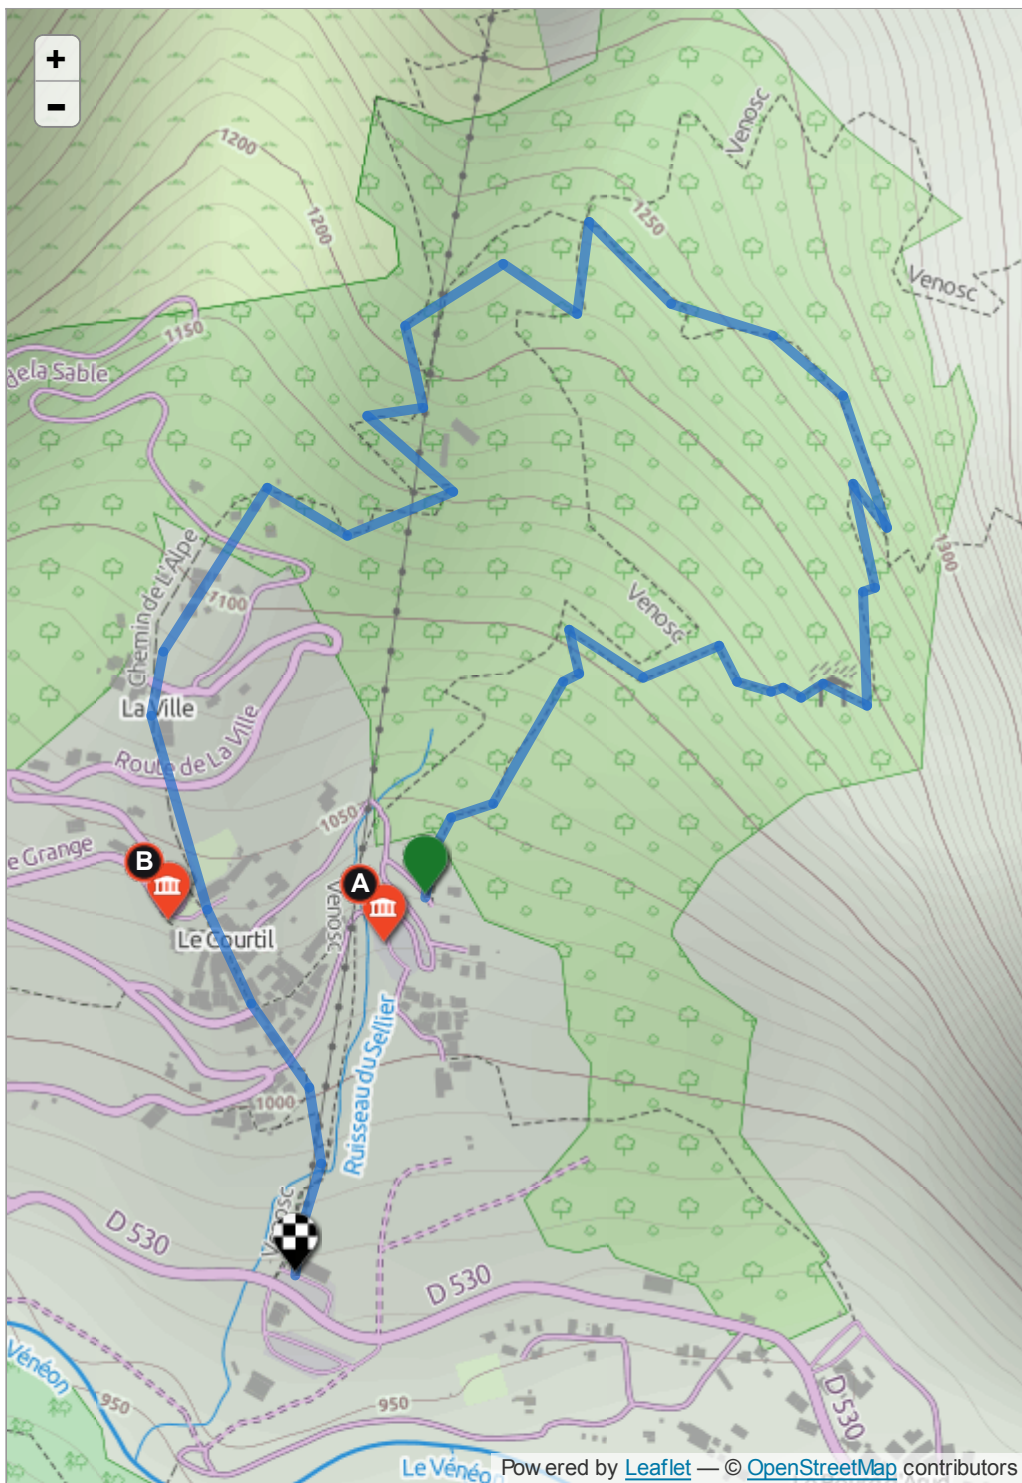 +
−
1200
Venosc
1200
1250
Venosc
1150
de la Sable
Chemin de L'Alpe
1300
1100
Venosc
La Ville
Route de La Ville
1050
e Grange
B
A
Venosc
Le Courtil
Ruisseau du Sellier
1000
Venosc
D 530
D 530
Vénéon
950
950
D 530
Le Vénéo
Powered by Leaflet — © OpenStreetMap contributors